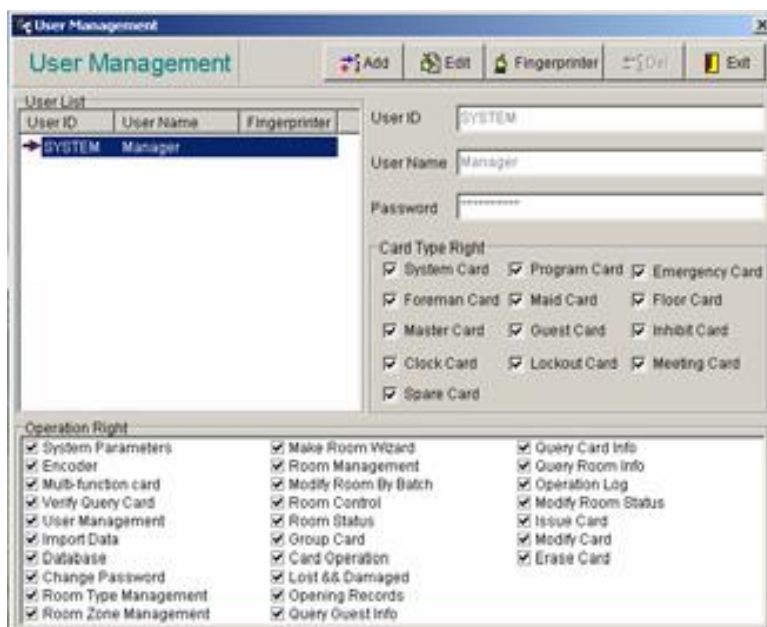 User Management
User Management
Add Edit Fingerprinter Del Exit
User List
User ID User Name Fingerprinter
SYSTEM Manager
User ID SYSTEM
User Name Manager
Password ***********
Card Type Right
System Card Program Card Emergency Card
Foreman Card Maid Card Floor Card
Master Card Guest Card Inhibit Card
Clock Card Lockout Card Meeting Card
Spare Card
Operation Right
System Parameters Make Room Wizard Query Card Info
Encoder Room Management Query Room Info
Multi-function card Modify Room By Batch Operation Log
Verify Query Card Room Control Modify Room Status
User Management Room Status Issue Card
Import Data Group Card Modify Card
Database Card Operation Erase Card
Change Password Lost && Damaged
Room Type Management Opening Records
Room Zone Management Query Guest Info